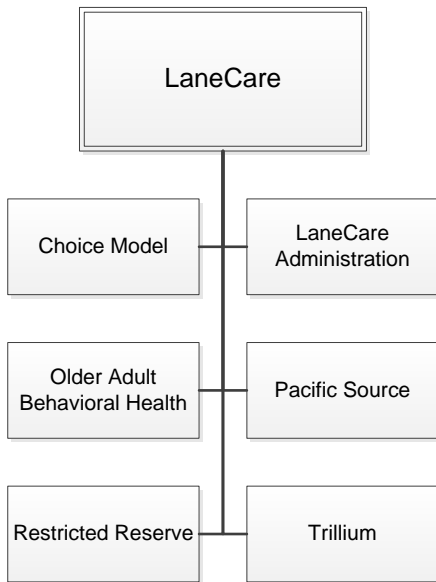 LaneCare
Choice Model
LaneCare
Administration
Older Adult
Behavioral Health
Pacific Source
Restricted Reserve
Trillium